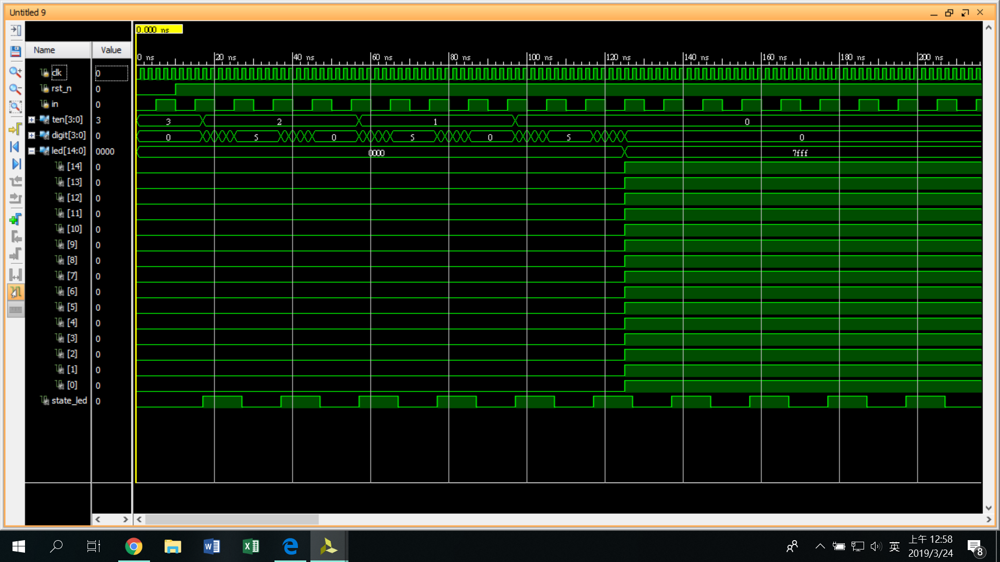 Untitled 9
0.000 ns
Name Value
0 ns 20 ns 40 ns 60 ns 80 ns 100 ns 120 ns 140 ns 160 ns 180 ns 200 ns
clk 0
rst_n 0
in 0
ten[3:0] 3 3 2 1 0
digit[3:0] 0 0 5 0 5 0 5 0
led[14:0] 0000 0000 7fff
[14] 0
[13] 0
[12] 0
[11] 0
[10] 0
[9] 0
[8] 0
[7] 0
[6] 0
[5] 0
[4] 0
[3] 0
[2] 0
[1] 0
[0] 0
state_led 0
英
上午 12:58
2019/3/24
8